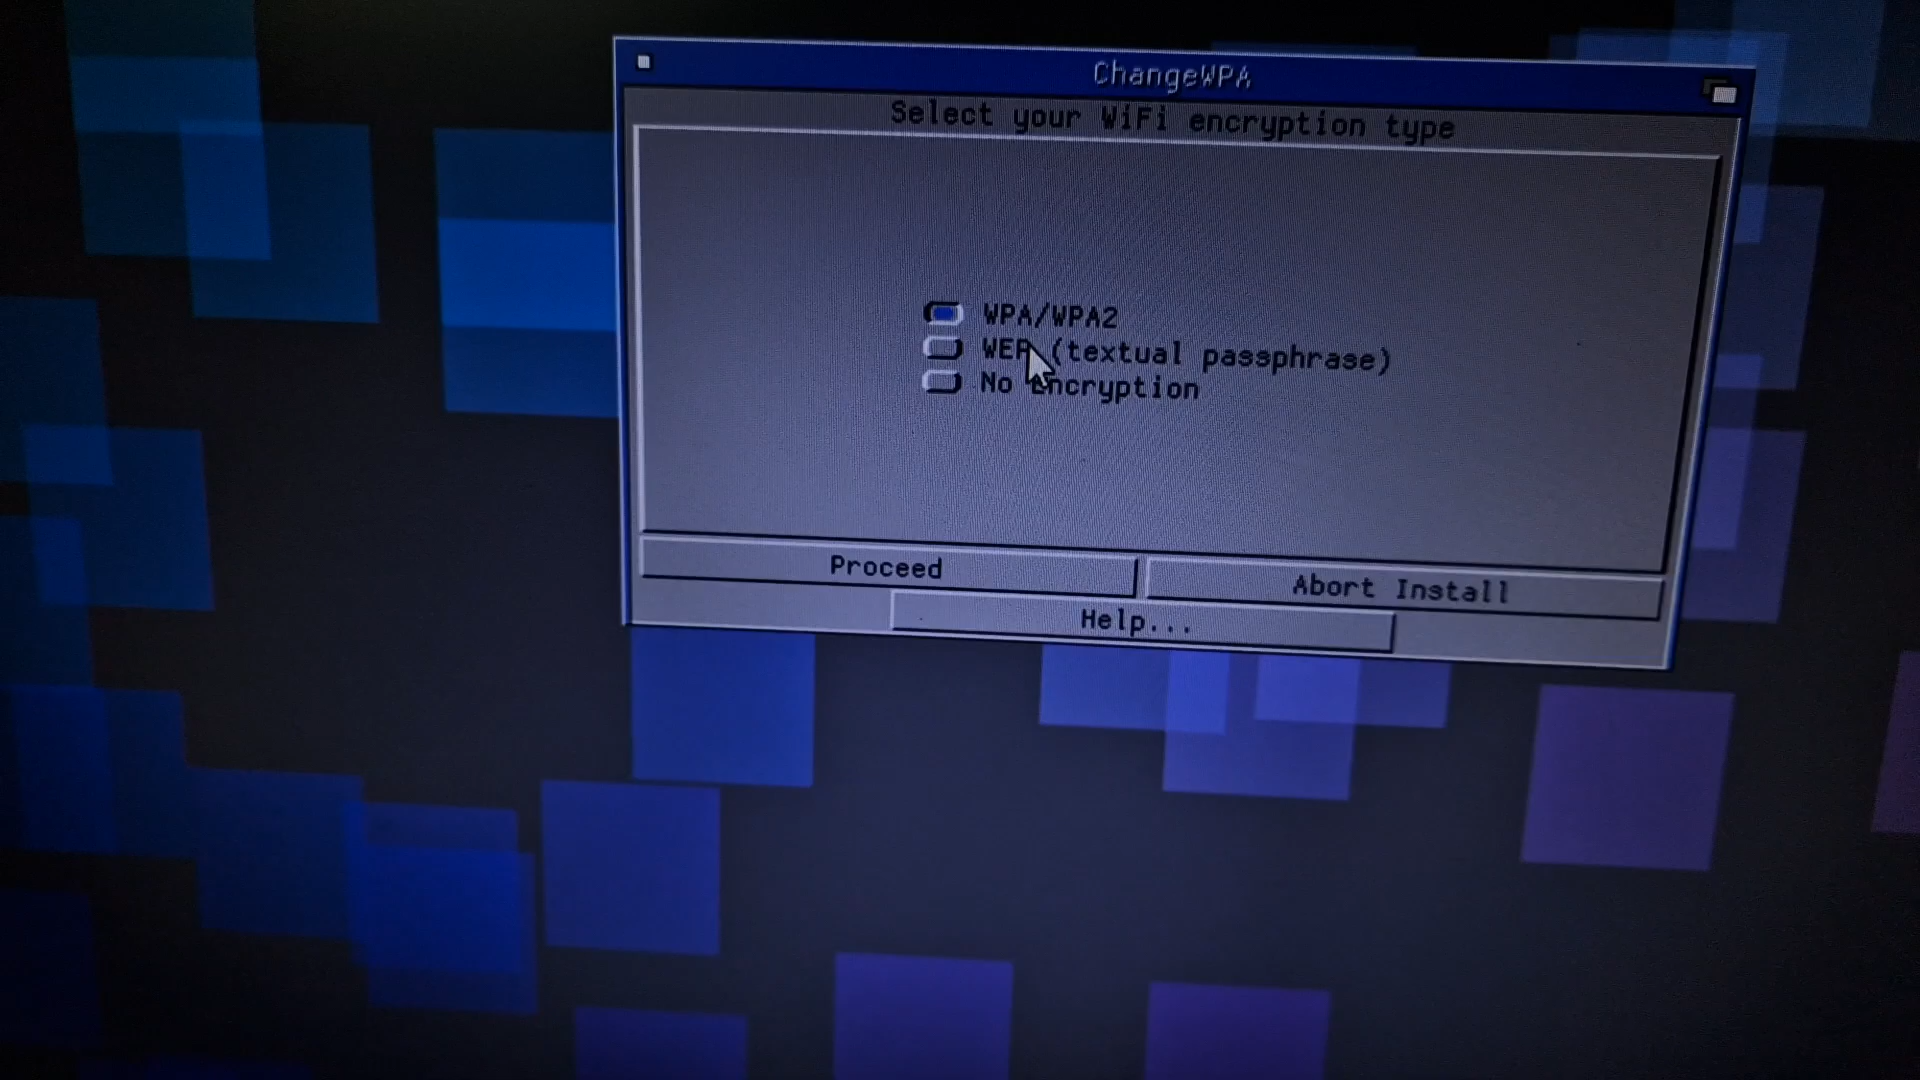 ChangeWPA
Select your WiFi encryption type
WPA/WPA2
WEP (textual passphrase)
No encryption
Proceed
Abort Install
Help...